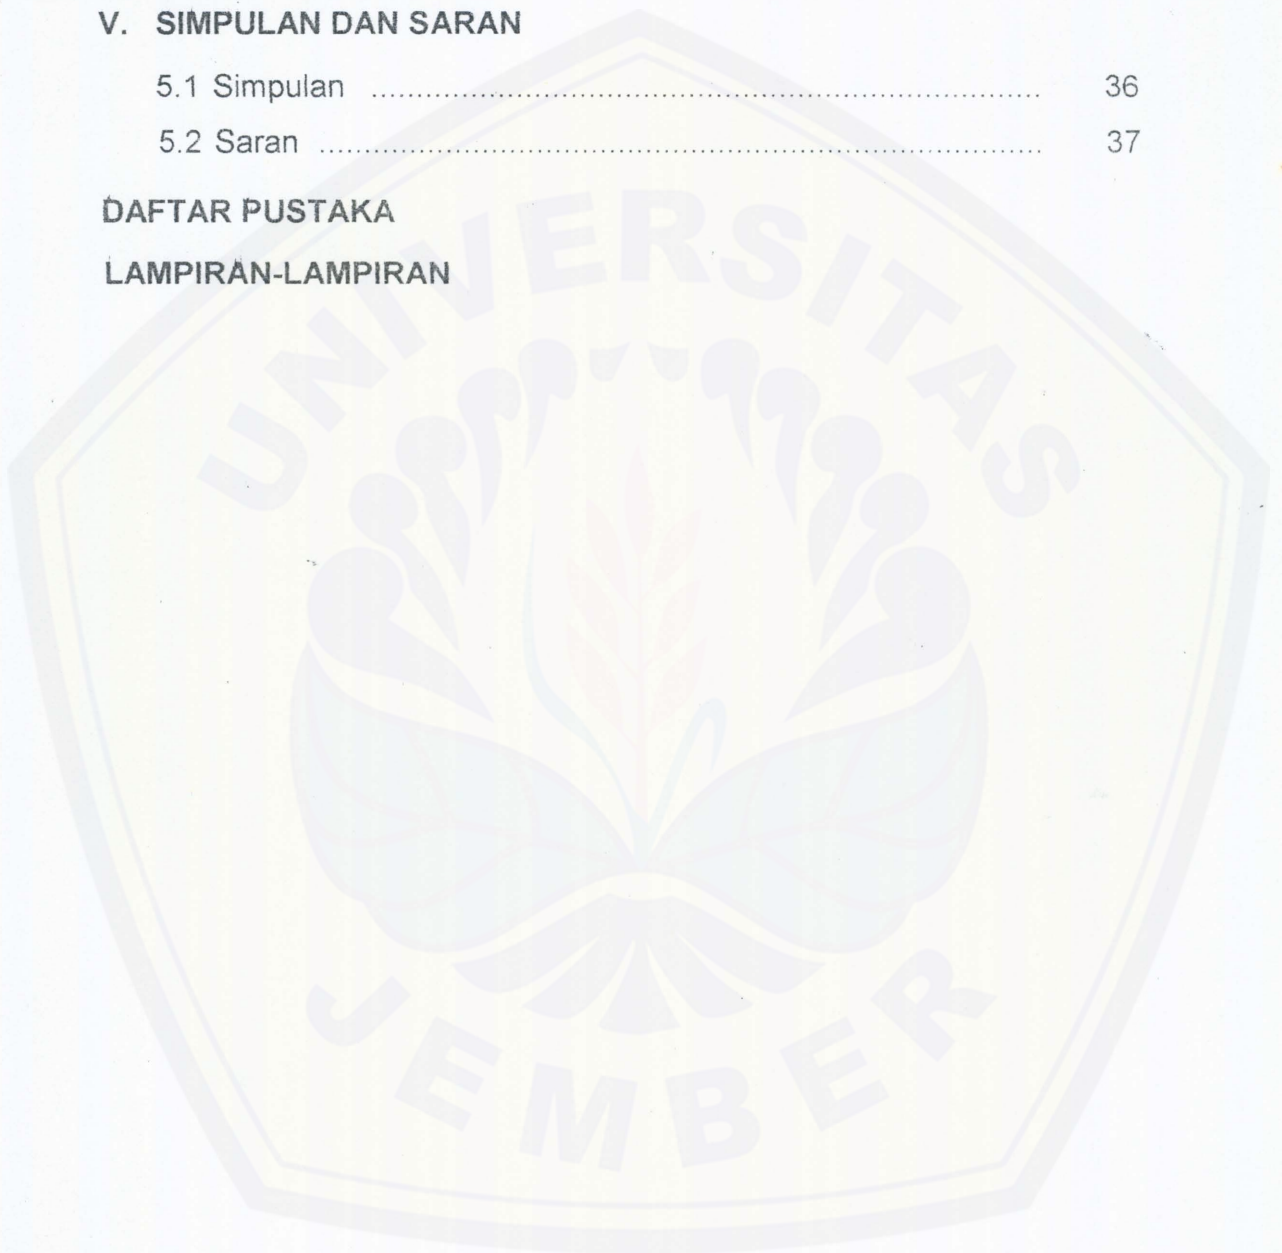 V. SIMPULAN DAN SARAN
5.1 Simpulan ........................................................................ 36
5.2 Saran .............................................................................. 37
DAFTAR PUSTAKA
LAMPIRAN-LAMPIRAN
UNIVERSITAS
JEMBER